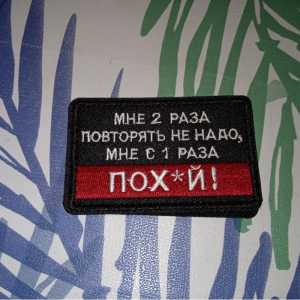 МНЕ 2 РАЗА
ПОВТОРЯТЬ НЕ НАДО,
МНЕ С 1 РАЗА
ПОХ*Й!